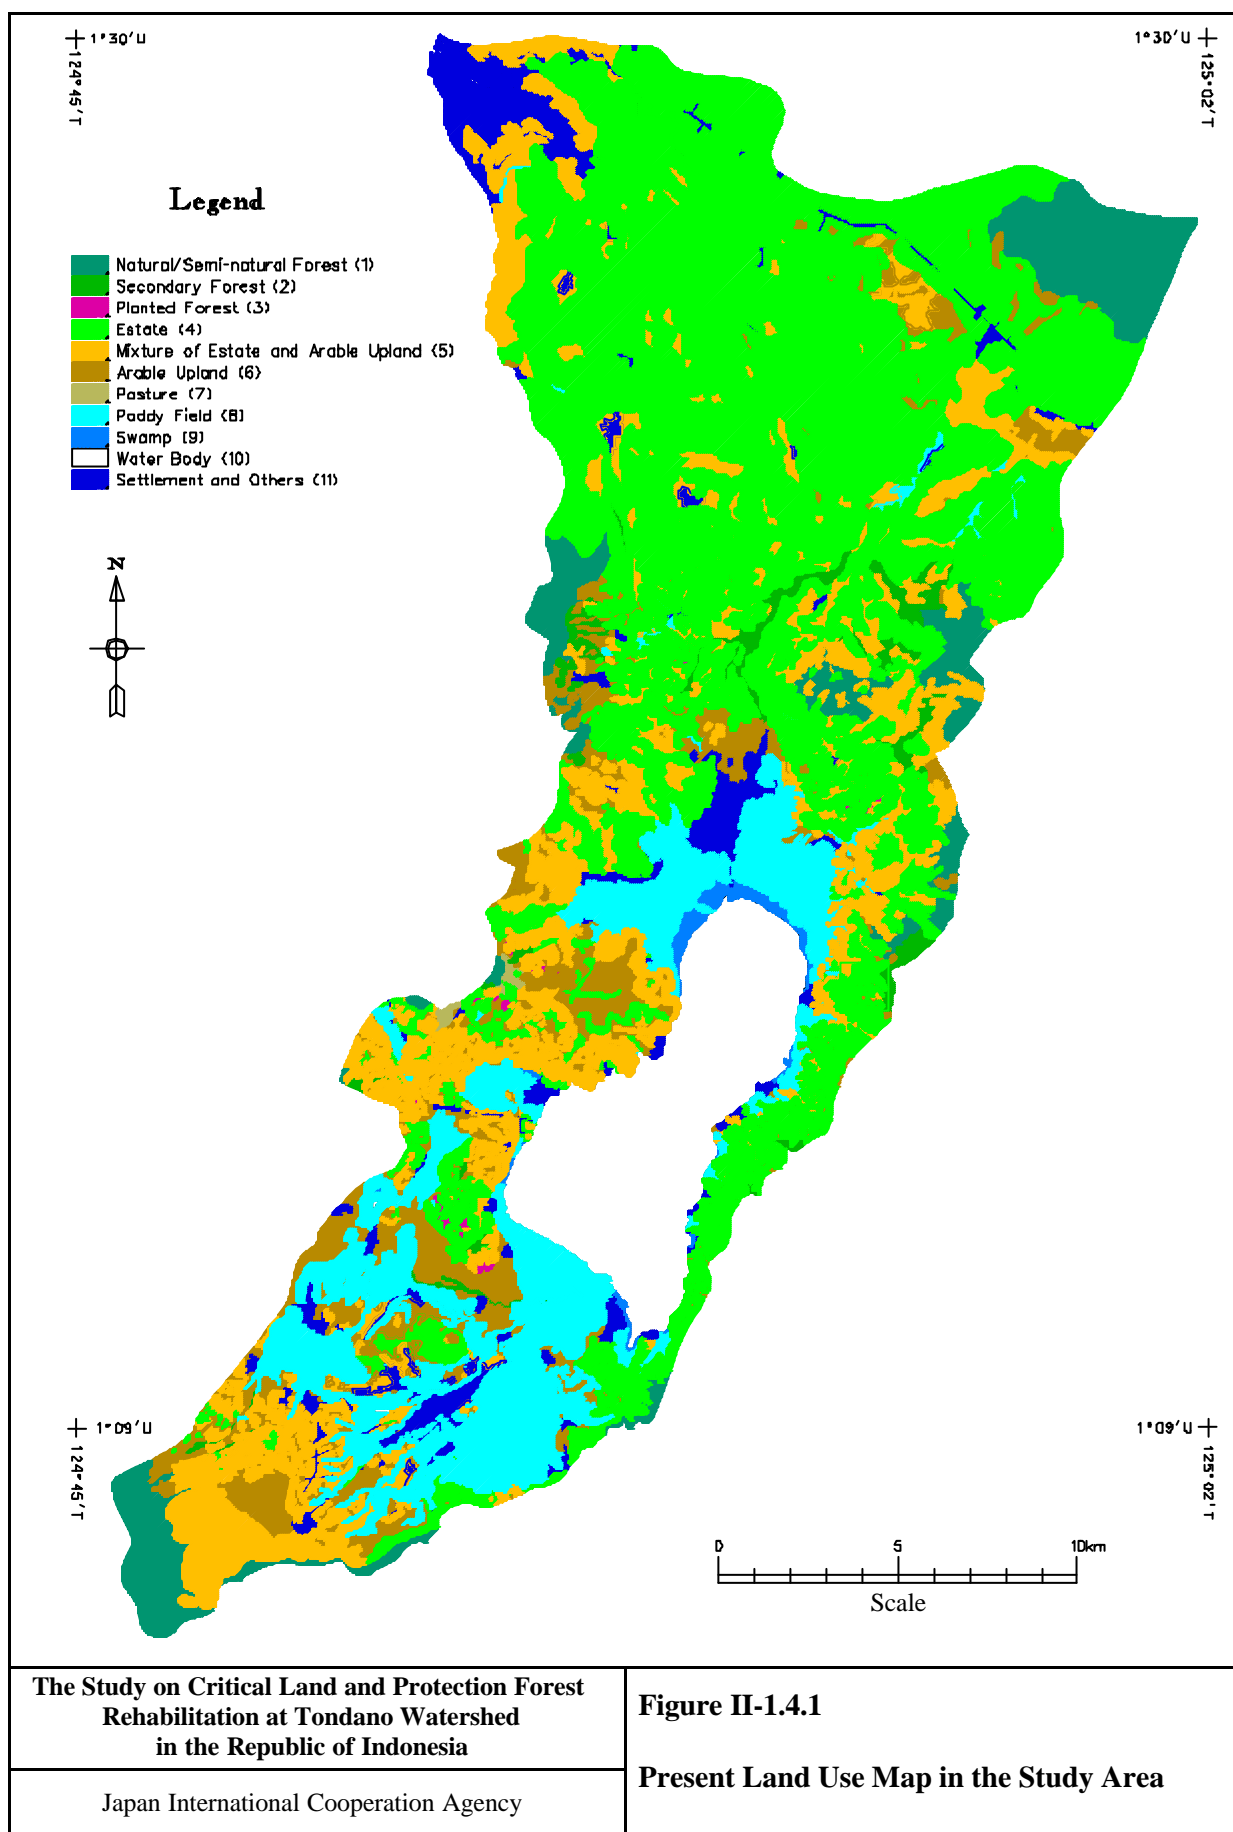 1°30'U
1°30'U
124°45'T
125°02'T
Legend
Natural/Semi-natural Forest (1)
Secondary Forest (2)
Planted Forest (3)
Estate (4)
Mixture of Estate and Arable Upland (5)
Arable Upland (6)
Pasture (7)
Paddy Field (8)
Swamp (9)
Water Body (10)
Settlement and Others (11)
N
1°09'U
1°09'U
124°45'T
125°02'T
0 5 10km
Scale
The Study on Critical Land and Protection Forest
Rehabilitation at Tondano Watershed
in the Republic of Indonesia
Japan International Cooperation Agency
Figure II-1.4.1
Present Land Use Map in the Study Area